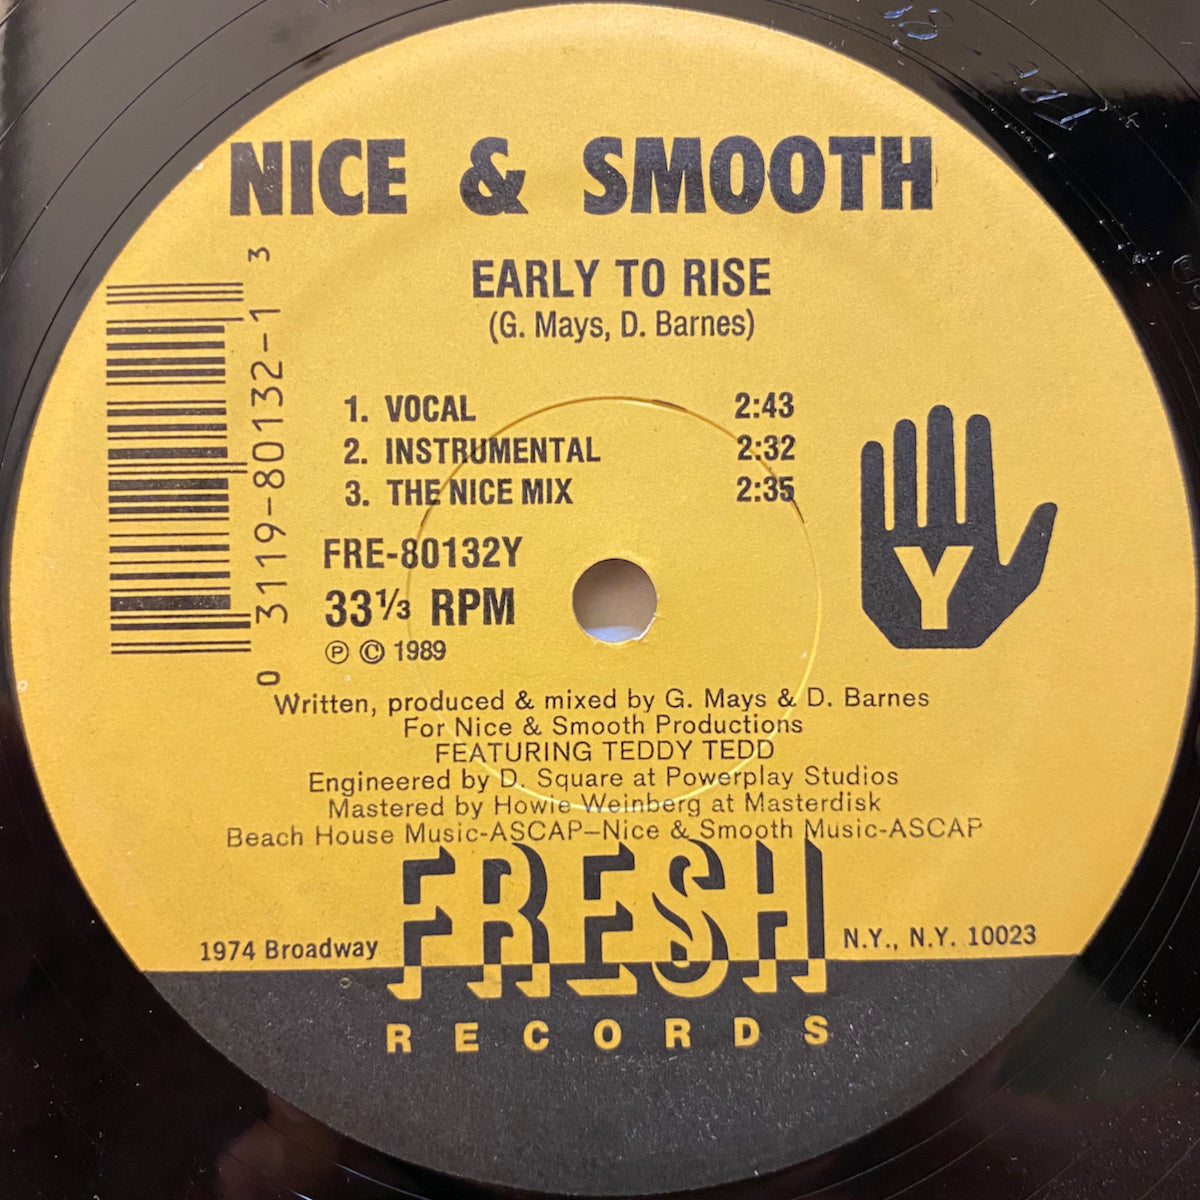 NICE & SMOOTH
EARLY TO RISE
(G. Mays, D. Barnes)
1. VOCAL 2:43
2. INSTRUMENTAL 2:32
3. THE NICE MIX 2:35
FRE-80132Y
33⅓ RPM
Ⓟ © 1989
0 3119-80132-1 3
Y
Written, produced & mixed by G. Mays & D. Barnes
For Nice & Smooth Productions
FEATURING TEDDY TEDD
Engineered by D. Square at Powerplay Studios
Mastered by Howie Weinberg at Masterdisk
Beach House Music-ASCAP–Nice & Smooth Music-ASCAP
FRESH
1974 Broadway N.Y., N.Y. 10023
RECORDS